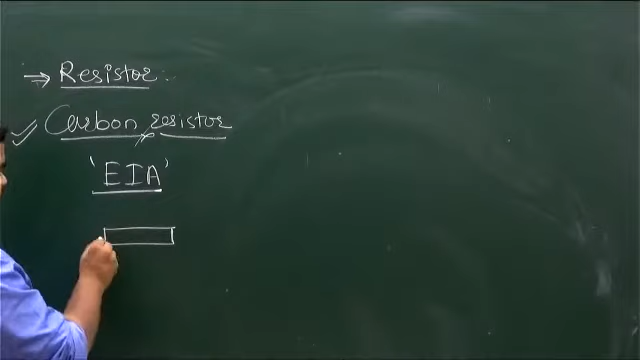 → Resistor:
✓ Carbon resistor
'EIA'